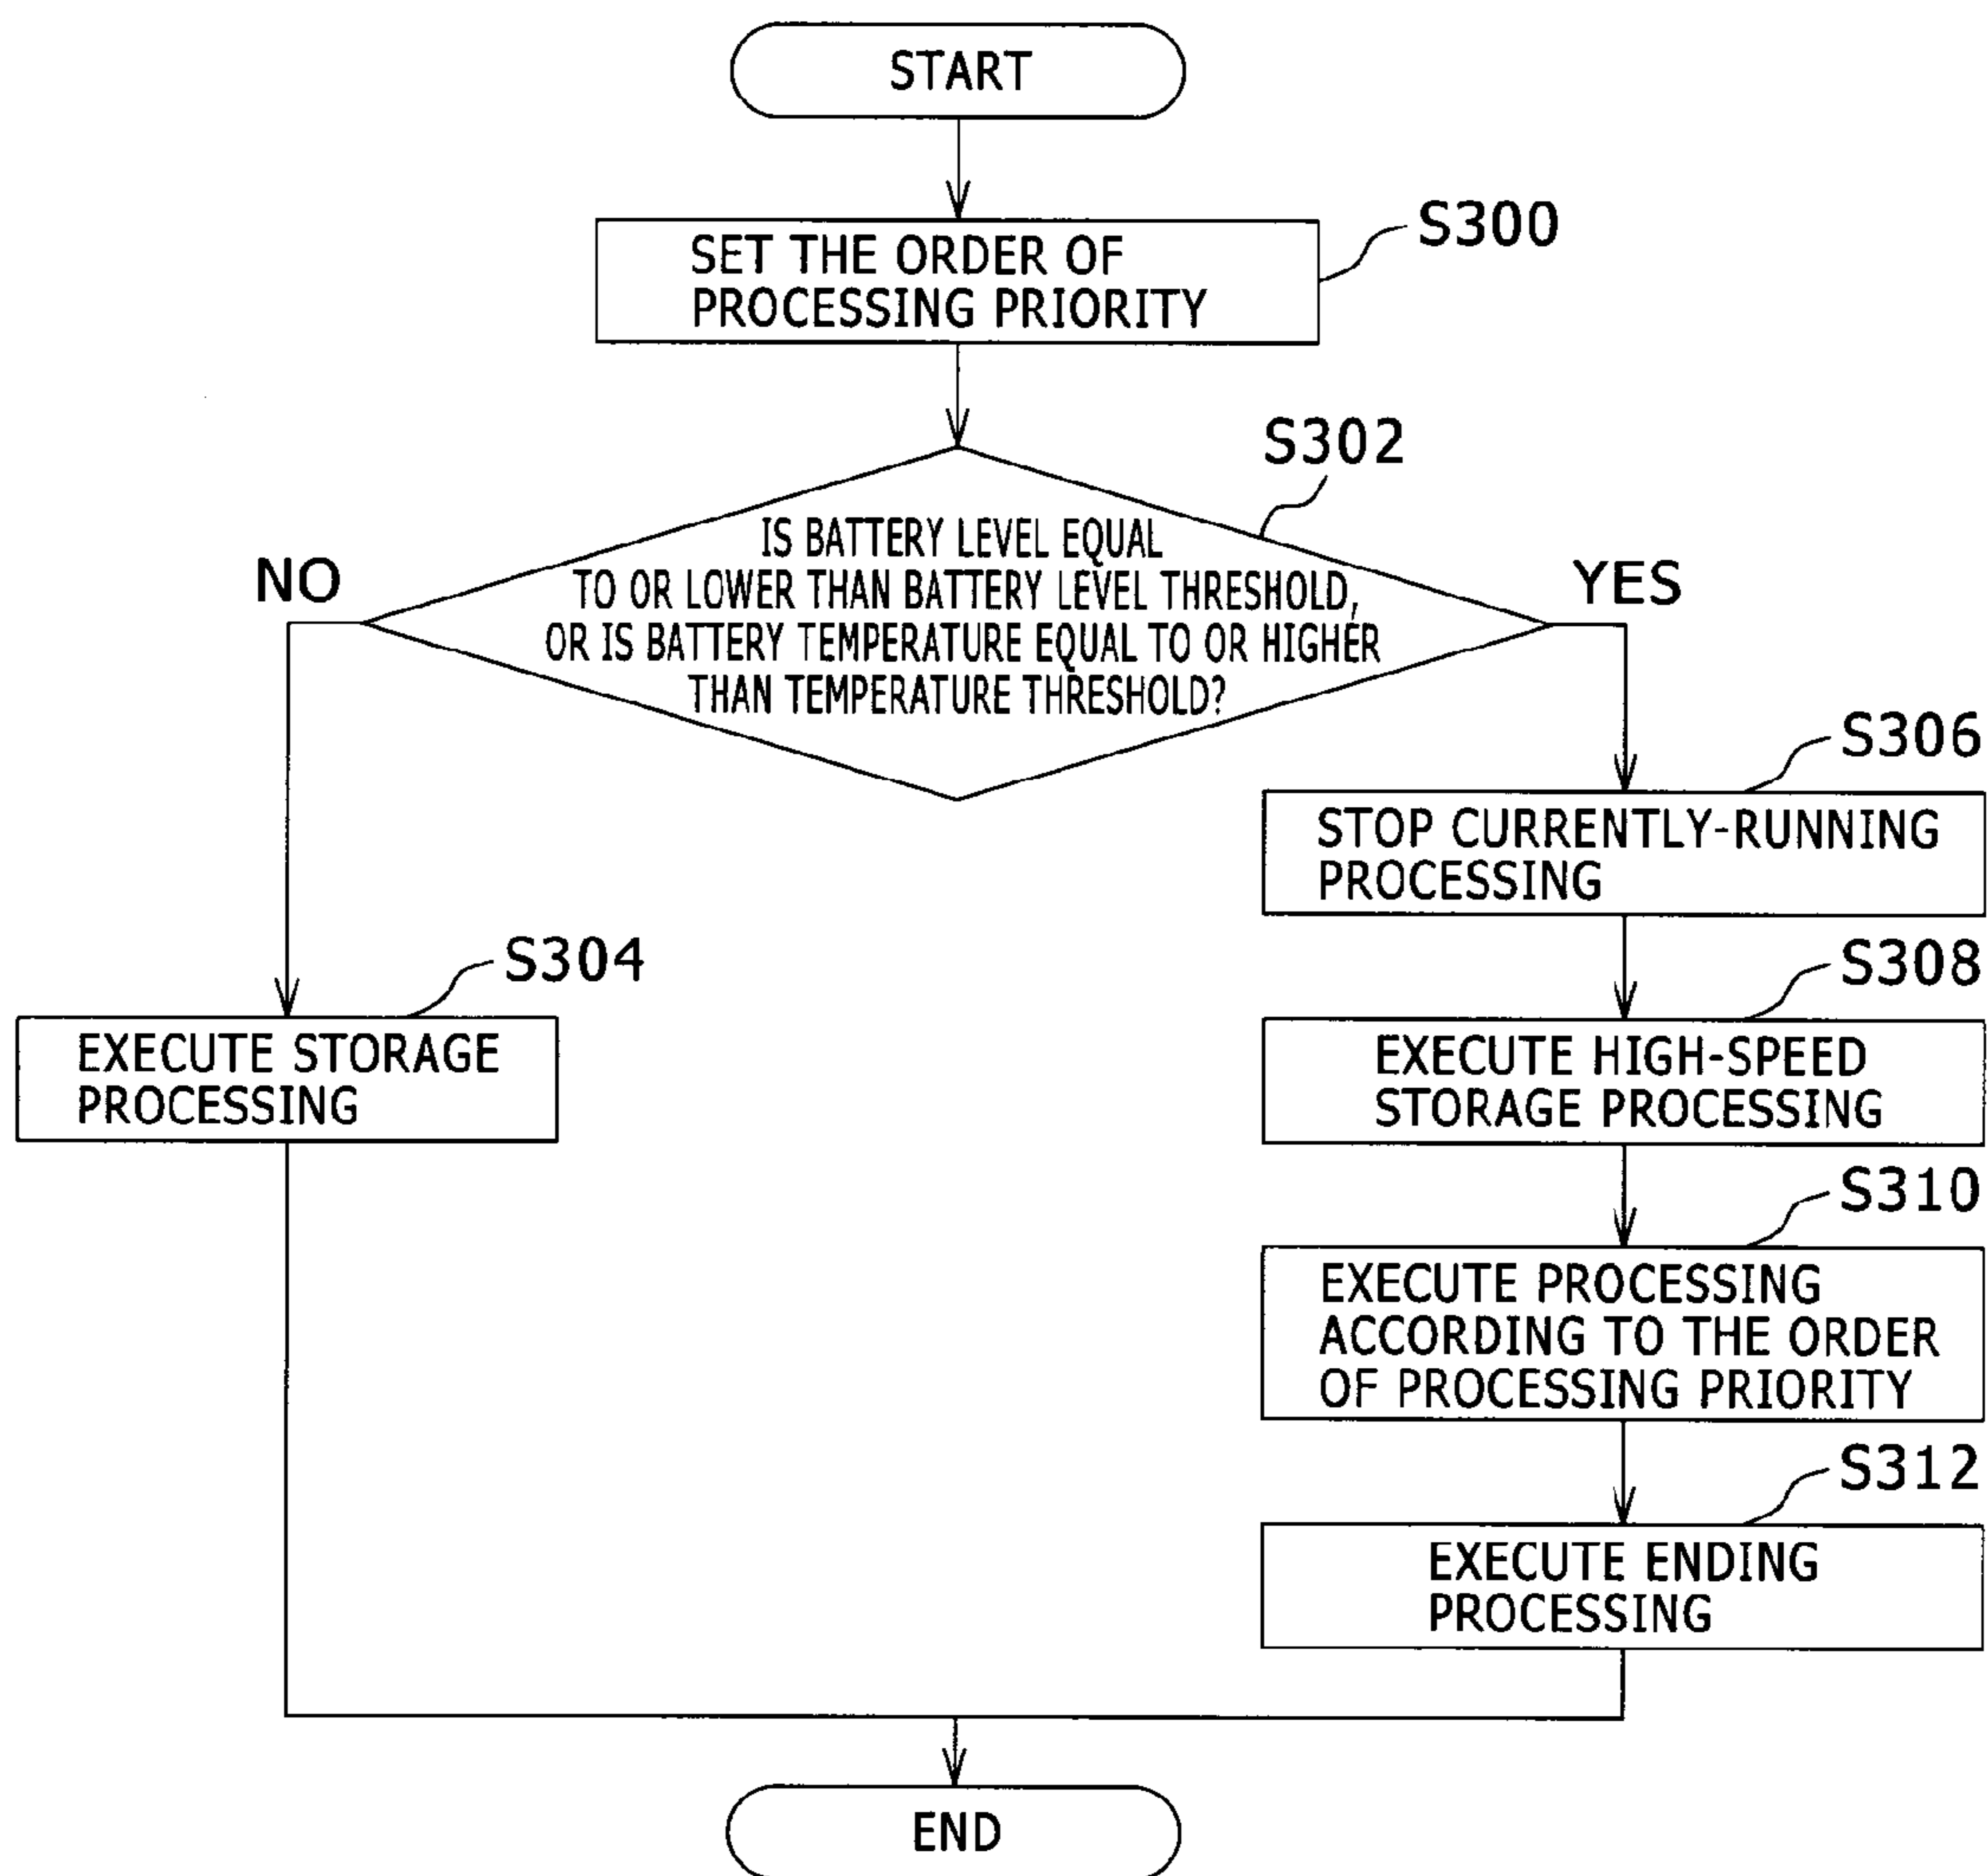 START
S300
SET THE ORDER OF
PROCESSING PRIORITY
S302
IS BATTERY LEVEL EQUAL
TO OR LOWER THAN BATTERY LEVEL THRESHOLD,
OR IS BATTERY TEMPERATURE EQUAL TO OR HIGHER
THAN TEMPERATURE THRESHOLD?
NO
YES
S306
STOP CURRENTLY-RUNNING
PROCESSING
S304
EXECUTE STORAGE
PROCESSING
S308
EXECUTE HIGH-SPEED
STORAGE PROCESSING
S310
EXECUTE PROCESSING
ACCORDING TO THE ORDER
OF PROCESSING PRIORITY
S312
EXECUTE ENDING
PROCESSING
END